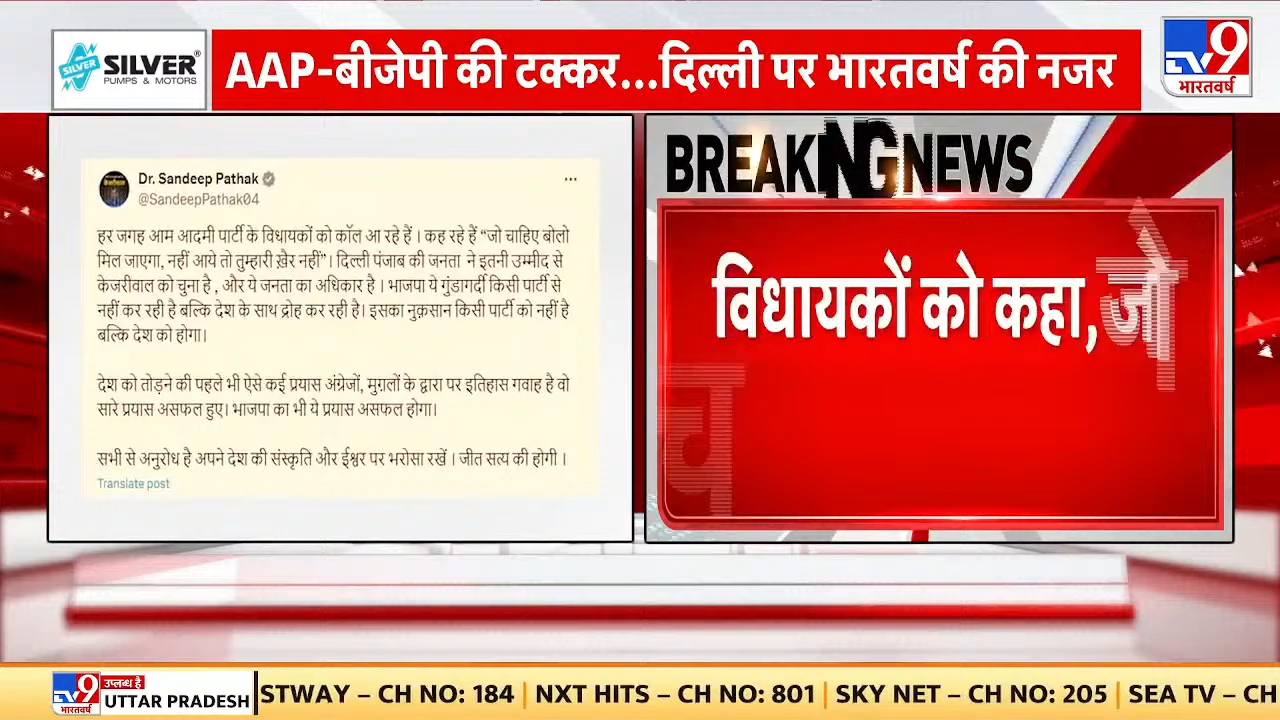 SILVER®
PUMPS & MOTORS
SILVER
AAP-बीजेपी की टक्कर...दिल्ली पर भारतवर्ष की नजर
TV9
भारतवर्ष
Dr. Sandeep Pathak
@SandeepPathak04
हर जगह आम आदमी पार्टी के विधायकों को कॉल आ रहे हैं । कह रहे हैं “जो चाहिए बोलो
मिल जाएगा, नहीं आये तो तुम्हारी ख़ैर नहीं”। दिल्ली पंजाब की जनता ने इतनी उम्मीद से
केजरीवाल को चुना है , और ये जनता का अधिकार है । भाजपा ये गुंडागर्दी किसी पार्टी से
नहीं कर रही है बल्कि देश के साथ द्रोह कर रही है। इसका नुक़सान किसी पार्टी को नहीं है
बल्कि देश को होगा।
देश को तोड़ने की पहले भी ऐसे कई प्रयास अंग्रेजों, मुग़लों के द्वारा पर इतिहास गवाह है वो
सारे प्रयास असफल हुए। भाजपा का भी ये प्रयास असफल होगा।
सभी से अनुरोध है अपने देश की संस्कृति और ईश्वर पर भरोसा रखें । जीत सत्य की होगी ।
Translate post
BREAKING NEWS
विधायकों को कहा, जो
TV9
भारतवर्ष
उपलब्ध है
UTTAR PRADESH
STWAY – CH NO: 184 | NXT HITS – CH NO: 801 | SKY NET – CH NO: 205 | SEA TV – CH